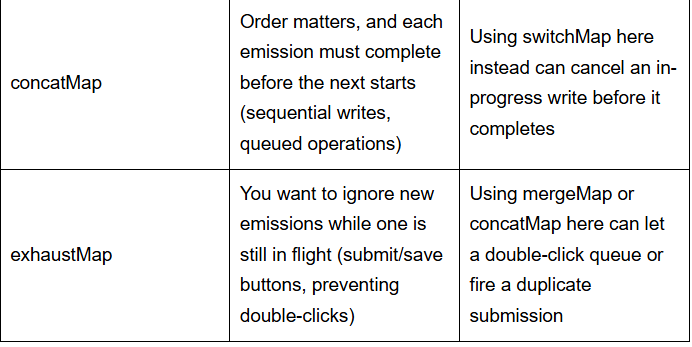 concatMap
Order matters, and each
emission must complete
before the next starts
(sequential writes,
queued operations)
Using switchMap here
instead can cancel an in-
progress write before it
completes
exhaustMap
You want to ignore new
emissions while one is
still in flight (submit/save
buttons, preventing
double-clicks)
Using mergeMap or
concatMap here can let
a double-click queue or
fire a duplicate
submission